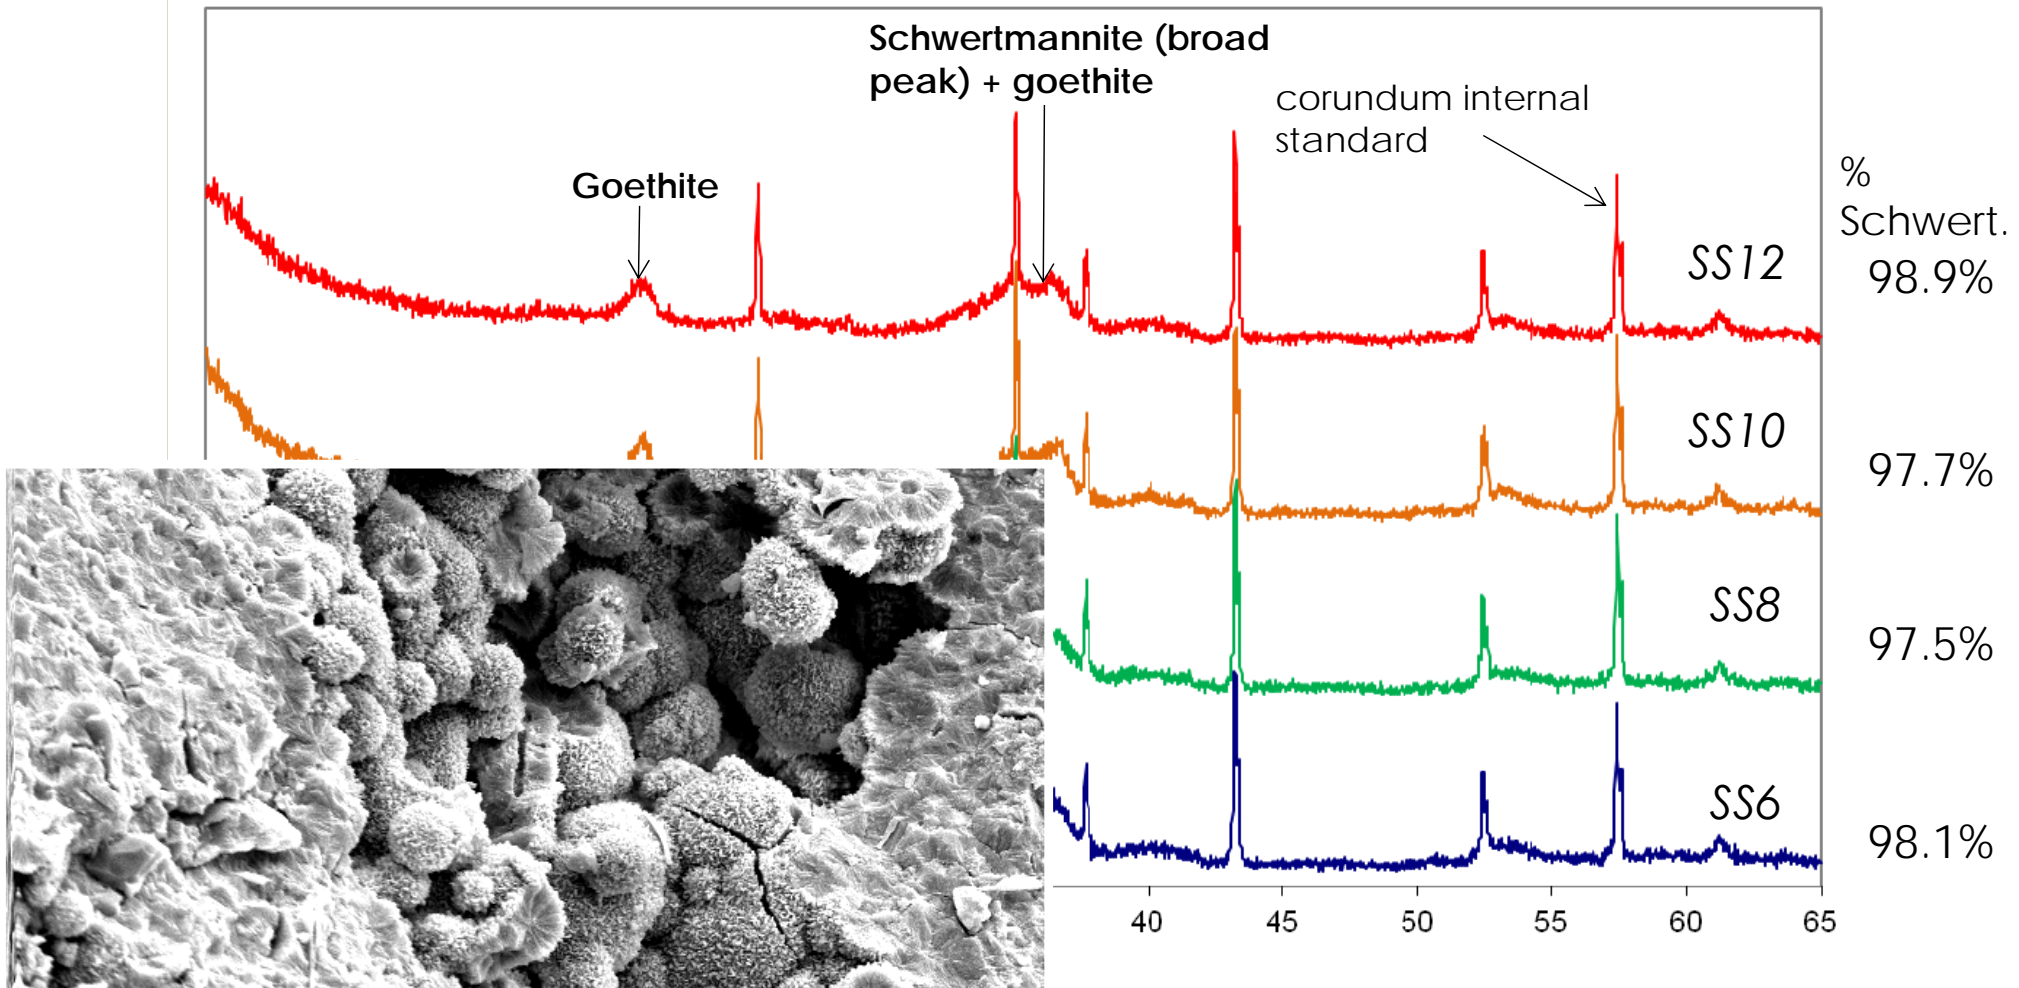 Schwertmannite (broad
peak) + goethite
corundum internal
standard
Goethite
%
Schwert.
SS12
98.9%
SS10
97.7%
SS8
97.5%
SS6
98.1%
40 45 50 55 60 65